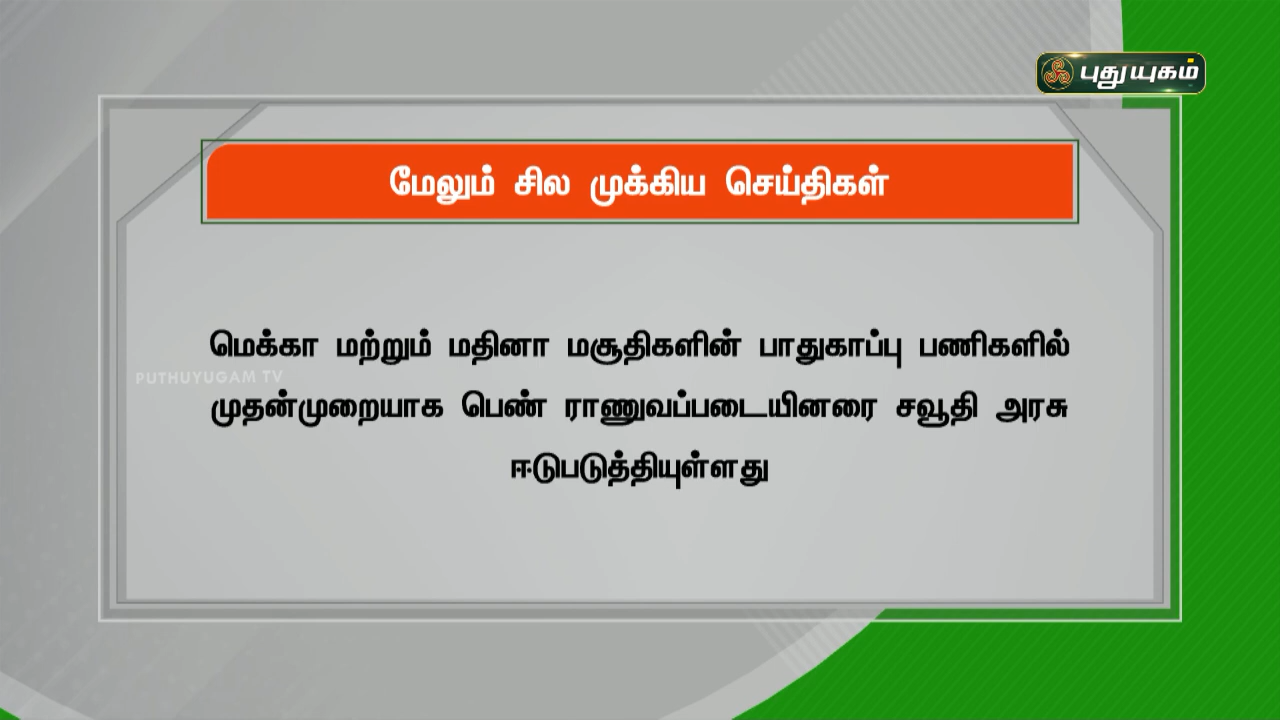 புதுயுகம்
மேலும் சில முக்கிய செய்திகள்
மெக்கா மற்றும் மதினா மசூதிகளின் பாதுகாப்பு பணிகளில்
PUTHUYUGAM TV
முதன்முறையாக பெண் ராணுவப்படையினரை சவூதி அரசு
ஈடுபடுத்தியுள்ளது